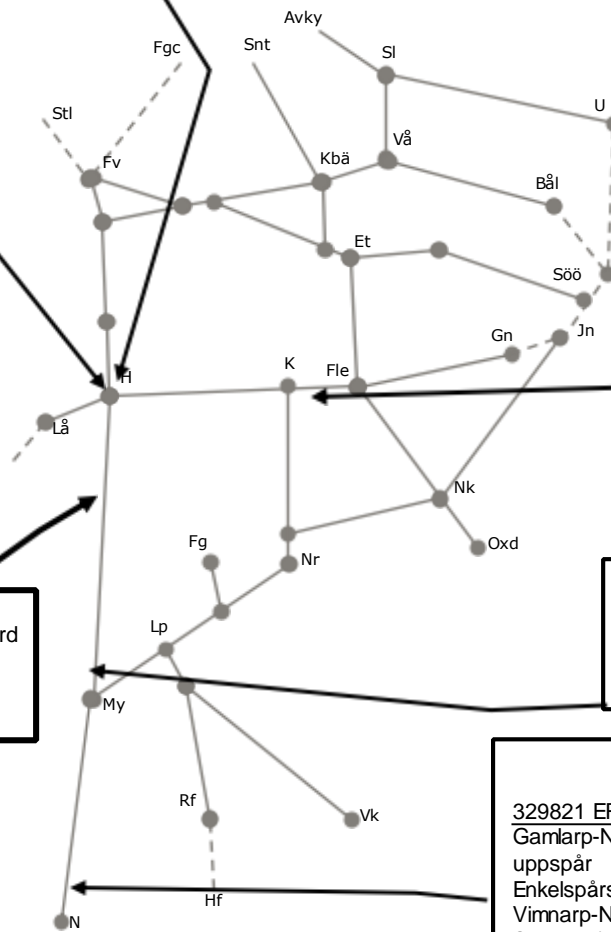 Avky
Fgc
Snt
Sl
U
Stl
Vå
Fv
Kbä
Bål
Et
Söö
Jn
Gn
K
Fle
H
Lå
Nk
Fg
Nr
Oxd
rd
Lp
My
Rf
Vk
329821
Gamlarp-N
uppspår
Enkelspårs
Vimnarp-N
Hf
N